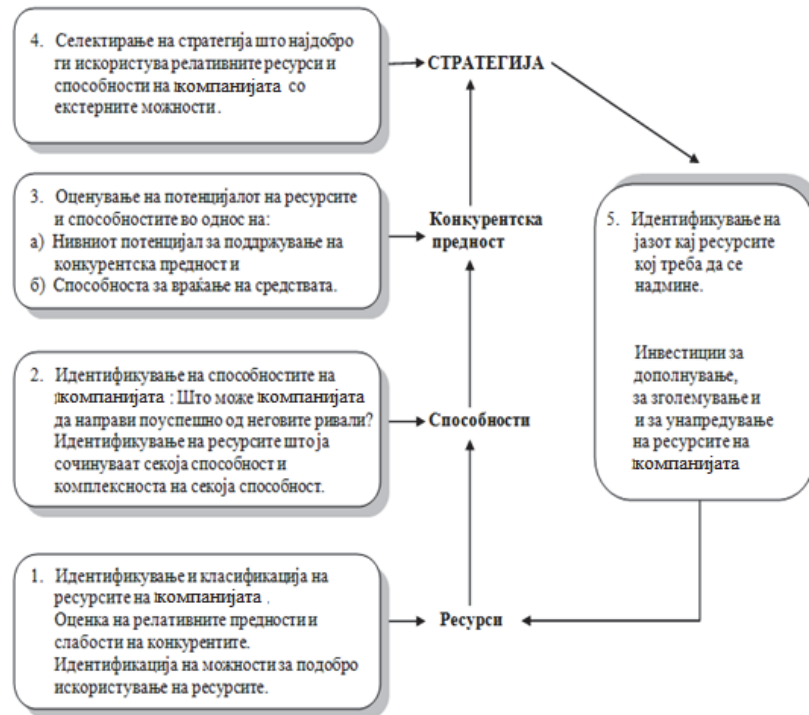 4. Селектирање на стратегија што најдобро
ги искористува релативните ресурси и
способности на компанијата со
екстерните можности.
СТРАТЕГИЈА
3. Оценување на потенцијалот на ресурсите
и способностите во однос на:
а) Нивниот потенцијал за поддржување на
конкурентска предност и
б) Способноста за враќање на средствата.
Конкурентска
предност
5. Идентификување на
јазот кај ресурсите
кој треба да се
надмине.
Инвестиции за
дополнување,
за зголемување и
и за унапредување
на ресурсите на
компанијата
2. Идентификување на способностите на
компанијата : Што може компанијата
да направи поуспешно од неговите ривали?
Идентификување на ресурсите што ја
сочинуваат секоја способност и
комплексноста на секоја способност.
Способности
1. Идентификување и класификација на
ресурсите на компанијата .
Оценка на релативните предности и
слабости на конкурентите.
Идентификација на можности за подобро
искористување на ресурсите.
Ресурси